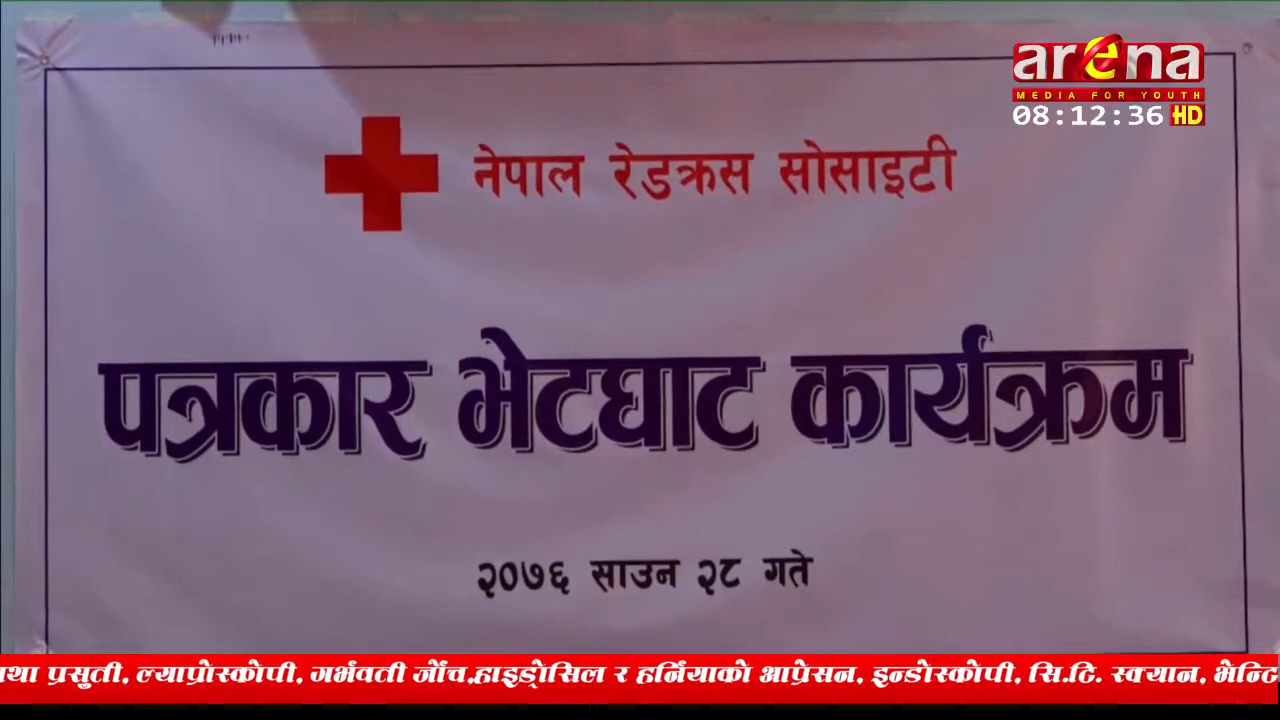 arena
MEDIA FOR YOUTH
08:12:36 HD
नेपाल रेडक्रस सोसाइटी
पत्रकार भेटघाट कार्यक्रम
२०७६ साउन २८ गते
प्रसुती, ल्याप्रोस्कोपी, गर्भवती जाँच,हाइड्रोसिल र हर्नियाको आप्रेसन, इन्डोस्कोपी, सि.टि. स्क्यान,